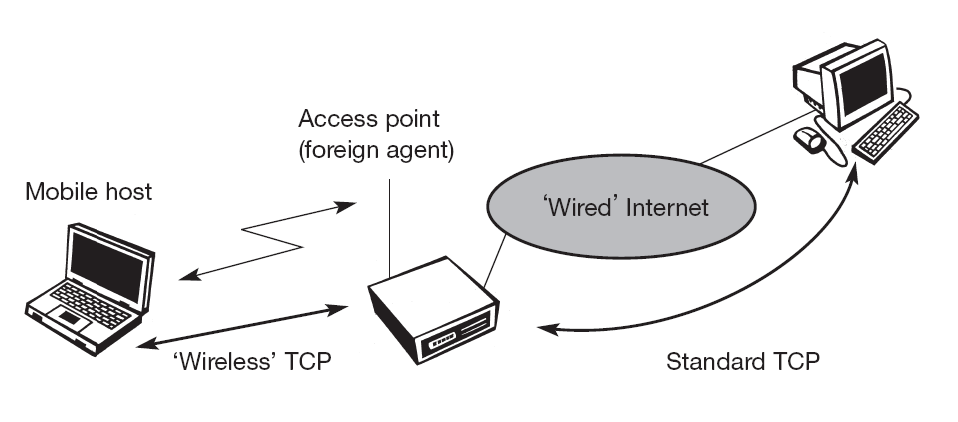 Access point
(foreign agent)
Mobile host
‘Wired’ Internet
‘Wireless’ TCP
Standard TCP